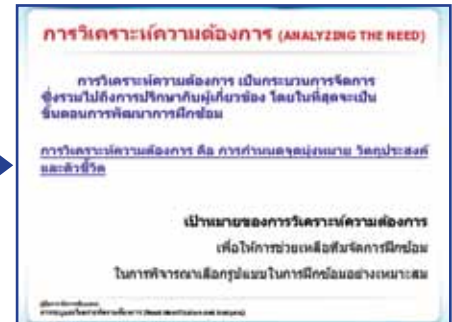 การวิเคราะห์ความต้องการ (ANALYZING THE NEED)
การวิเคราะห์ความต้องการ เป็นกระบวนการจัดการ
ซึ่งรวมไปถึงการปรึกษากับผู้เกี่ยวข้อง โดยในที่สุดจะเป็น
ขั้นตอนการพัฒนาการฝึกซ้อม
การวิเคราะห์ความต้องการ คือ การกำหนดจุดมุ่งหมาย วัตถุประสงค์
และตัวชี้วัด
เป้าหมายของการวิเคราะห์ความต้องการ
เพื่อให้การช่วยเหลือทีมจัดการฝึกซ้อม
ในการพิจารณาเลือกรูปแบบในการฝึกซ้อมอย่างเหมาะสม